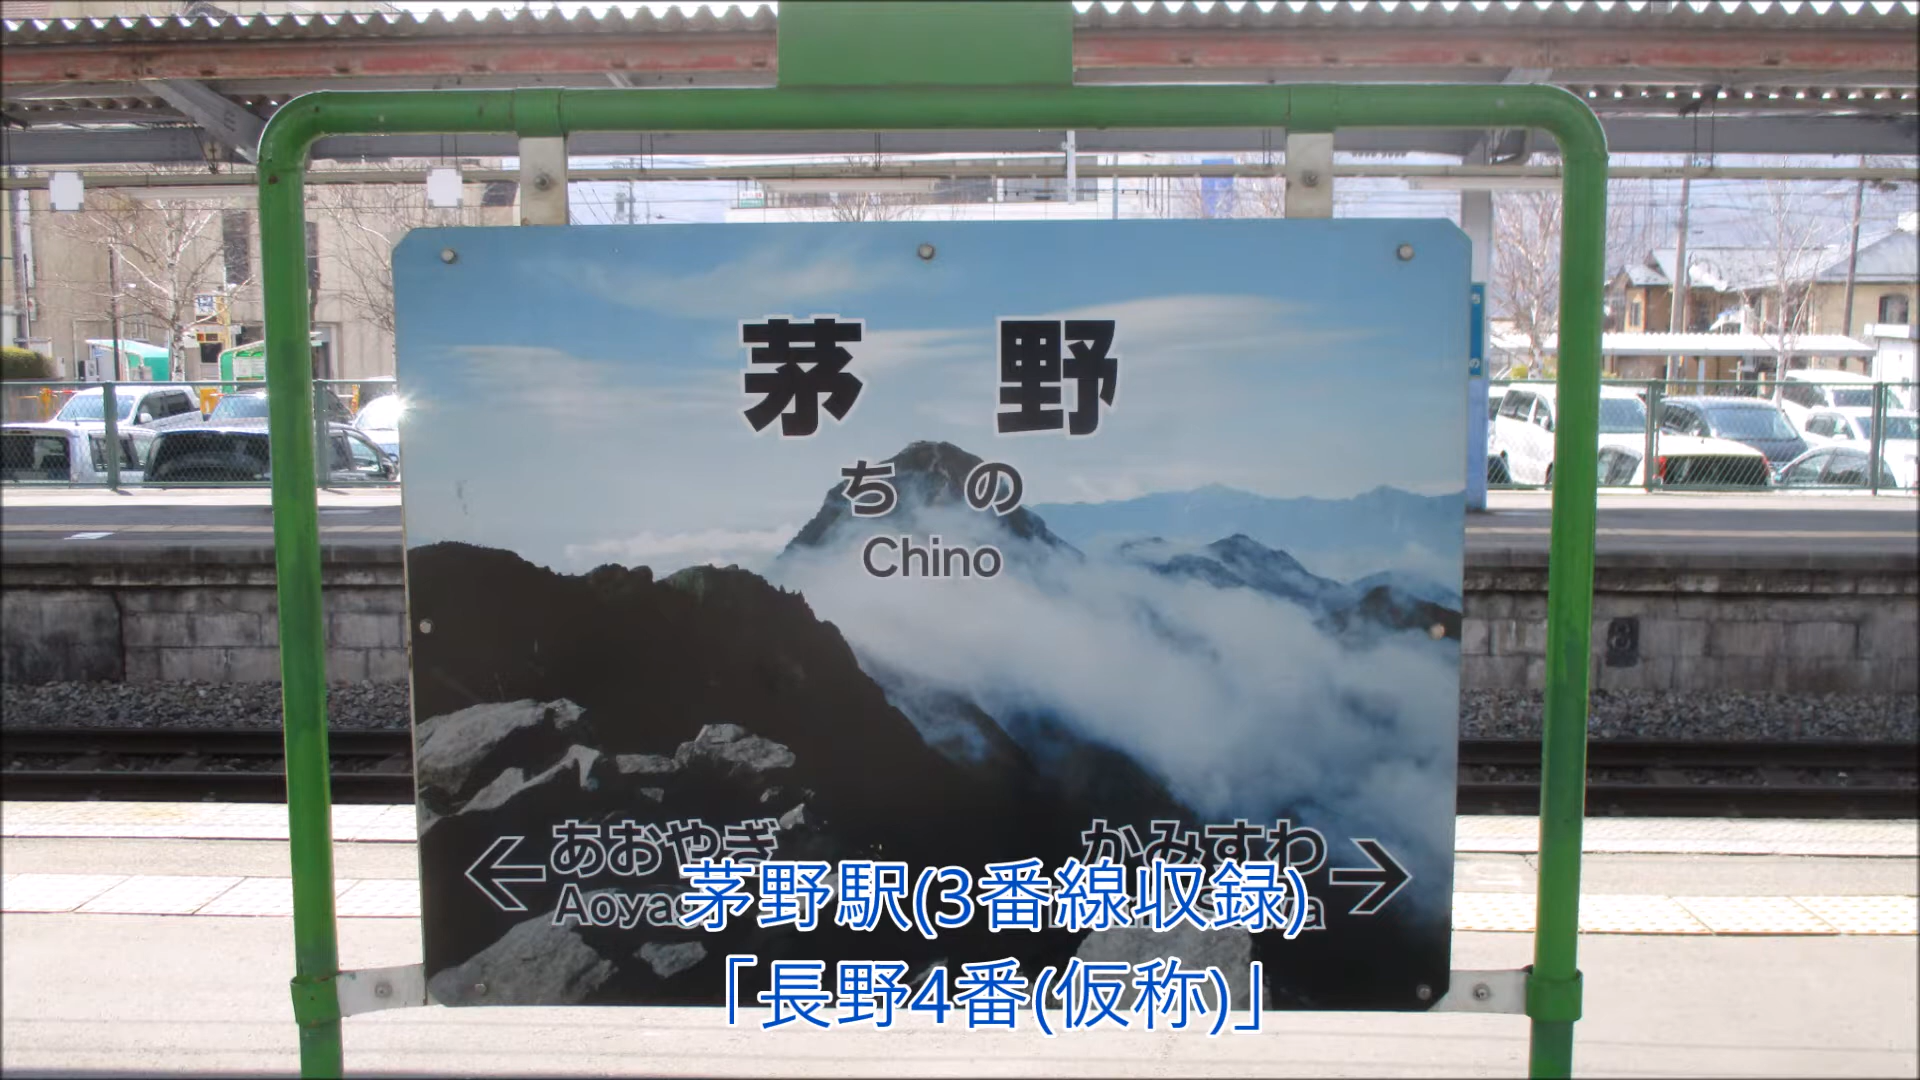 茅野
ちの
Chino
あおやぎ
かみすわ
茅野駅(3番線収録)
「長野4番(仮称)」